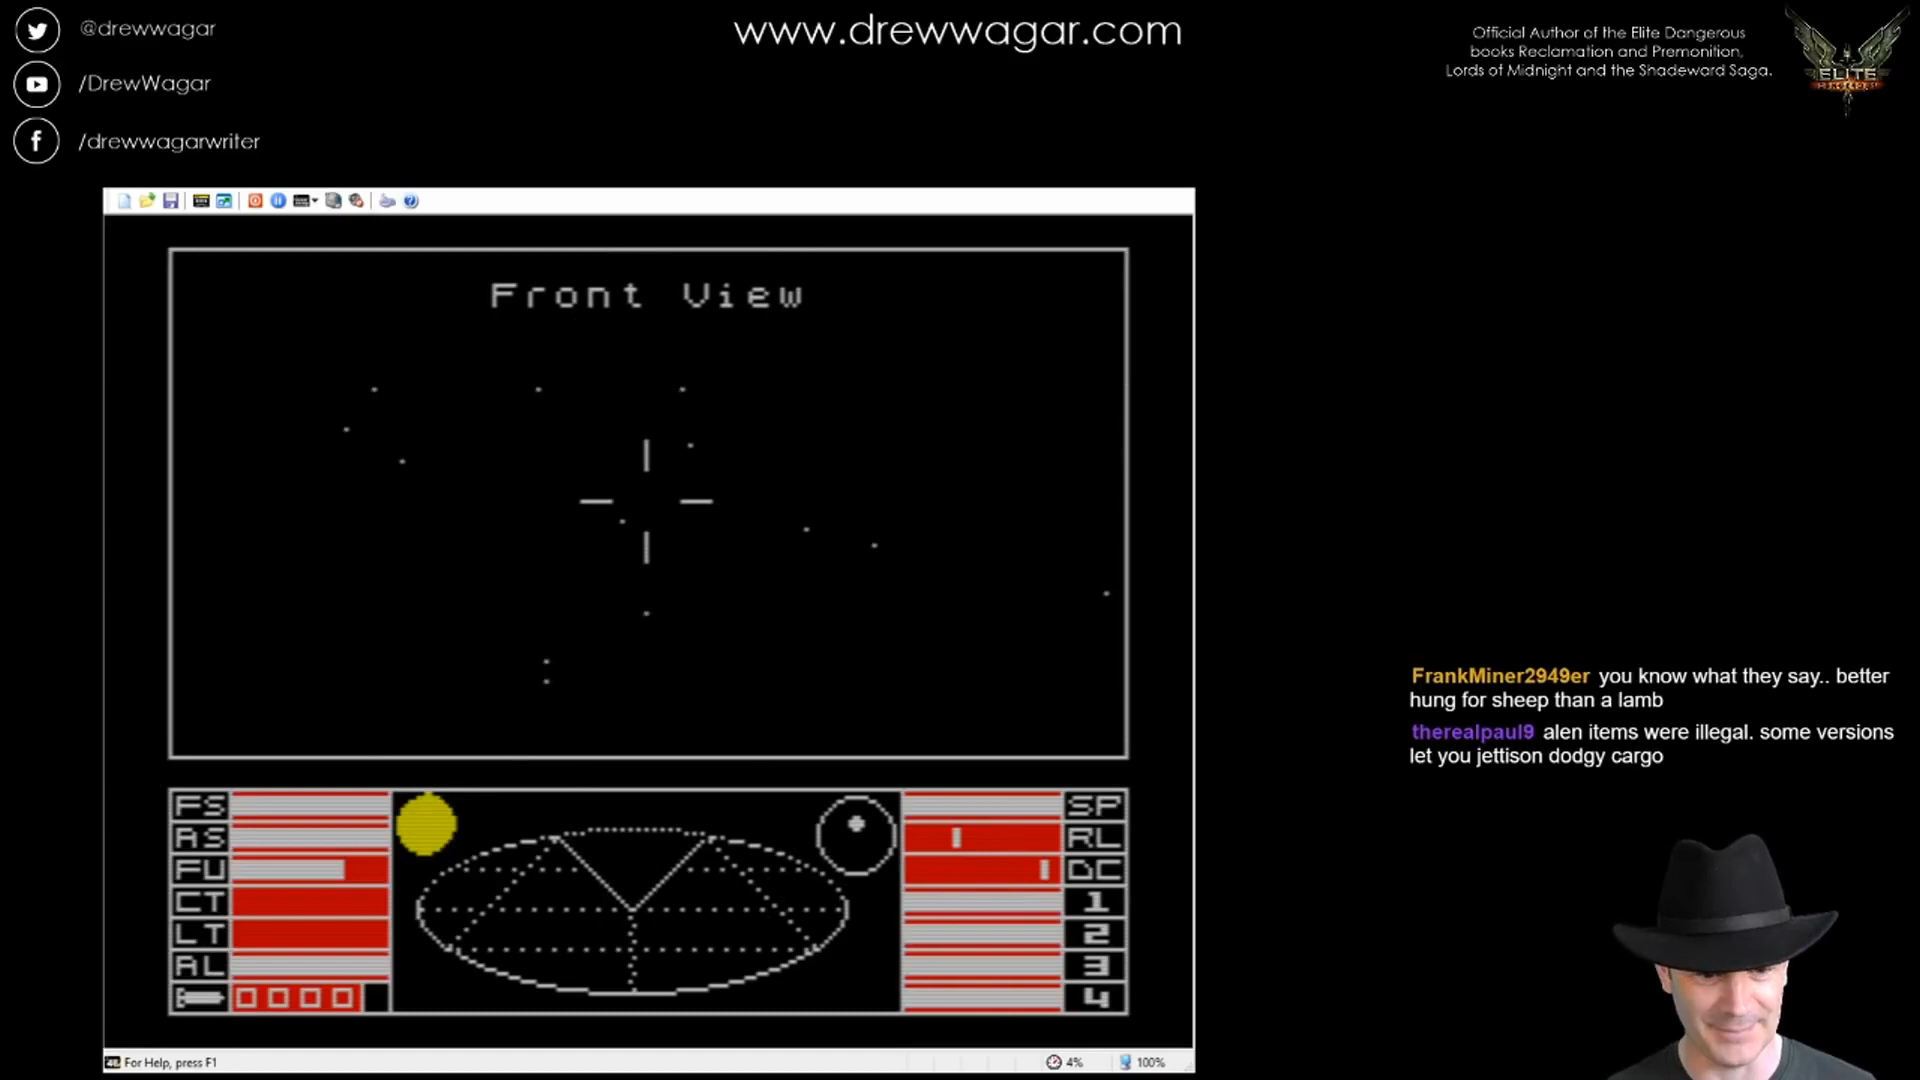 @drewwagar
/DrewWagar
/drewwagarwriter
www.drewwagar.com
Official Author of the Elite Dangerous
books Reclamation and Premonition,
Lords of Midnight and the Shadeward Saga.
ELITE
DANGEROUS
Front View
FS
AS
FU
CT
LT
AL
SP
RL
DC
1
2
3
4
FrankMiner2949er you know what they say.. better
hung for sheep than a lamb
therealpaul9 alen items were illegal. some versions
let you jettison dodgy cargo
For Help, press F1
4%
100%